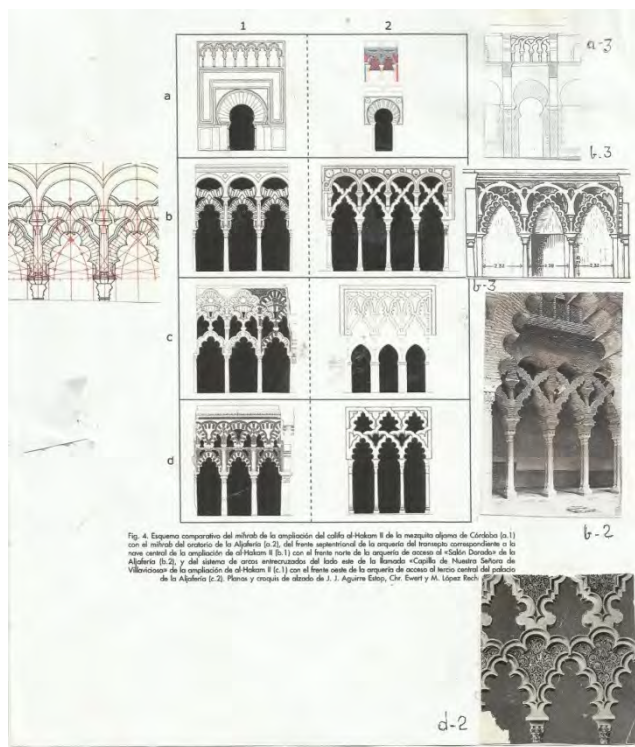 1 2
a
b
c
d
a-3
b.3
b-3
b-2
d-2
2,32
2,32
Fig. 4. Esquema comparativo del mihrab de la ampliación del califa al-Hakam II de la mezquita aljama de Córdoba (a.1)
con el mihrab del oratorio de la Aljafería (a.2), del frente septentrional de la arquería del transepto correspondiente a la
nave central de la ampliación de al-Hakam II (b.1) con el frente norte de la arquería de acceso al «Salón Dorado» de la
Aljafería (b.2), y del sistema de arcos entrecruzados del lado este de la llamada «Capilla de Nuestra Señora de
Villaviciosa» de la ampliación de al-Hakam II (c.1) con el frente oeste de la arquería de acceso al tercio central del palacio
de la Aljafería (c.2). Planos y croquis de alzado de J. J. Aguirre Estop, Chr. Ewert y M. López Rech